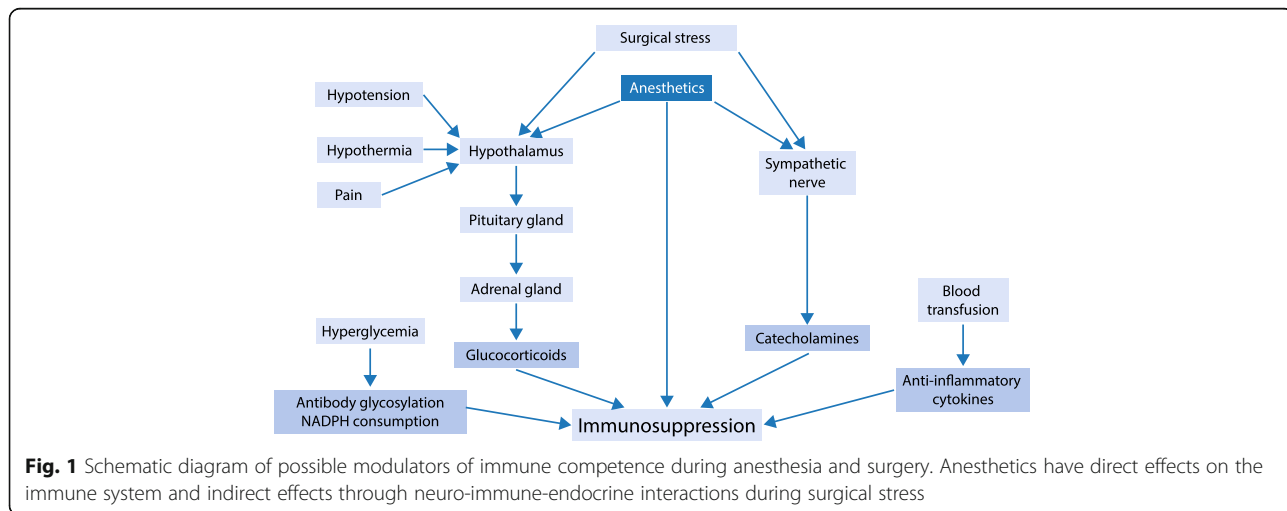 Surgical stress
Anesthetics
Hypotension
Hypothermia
Pain
Hypothalamus
Sympathetic
nerve
Pituitary gland
Adrenal gland
Blood
transfusion
Hyperglycemia
Glucocorticoids
Catecholamines
Antibody glycosylation
NADPH consumption
Anti-inflammatory
cytokines
Immunosuppression
Fig. 1 Schematic diagram of possible modulators of immune competence during anesthesia and surgery. Anesthetics have direct effects on the
immune system and indirect effects through neuro-immune-endocrine interactions during surgical stress